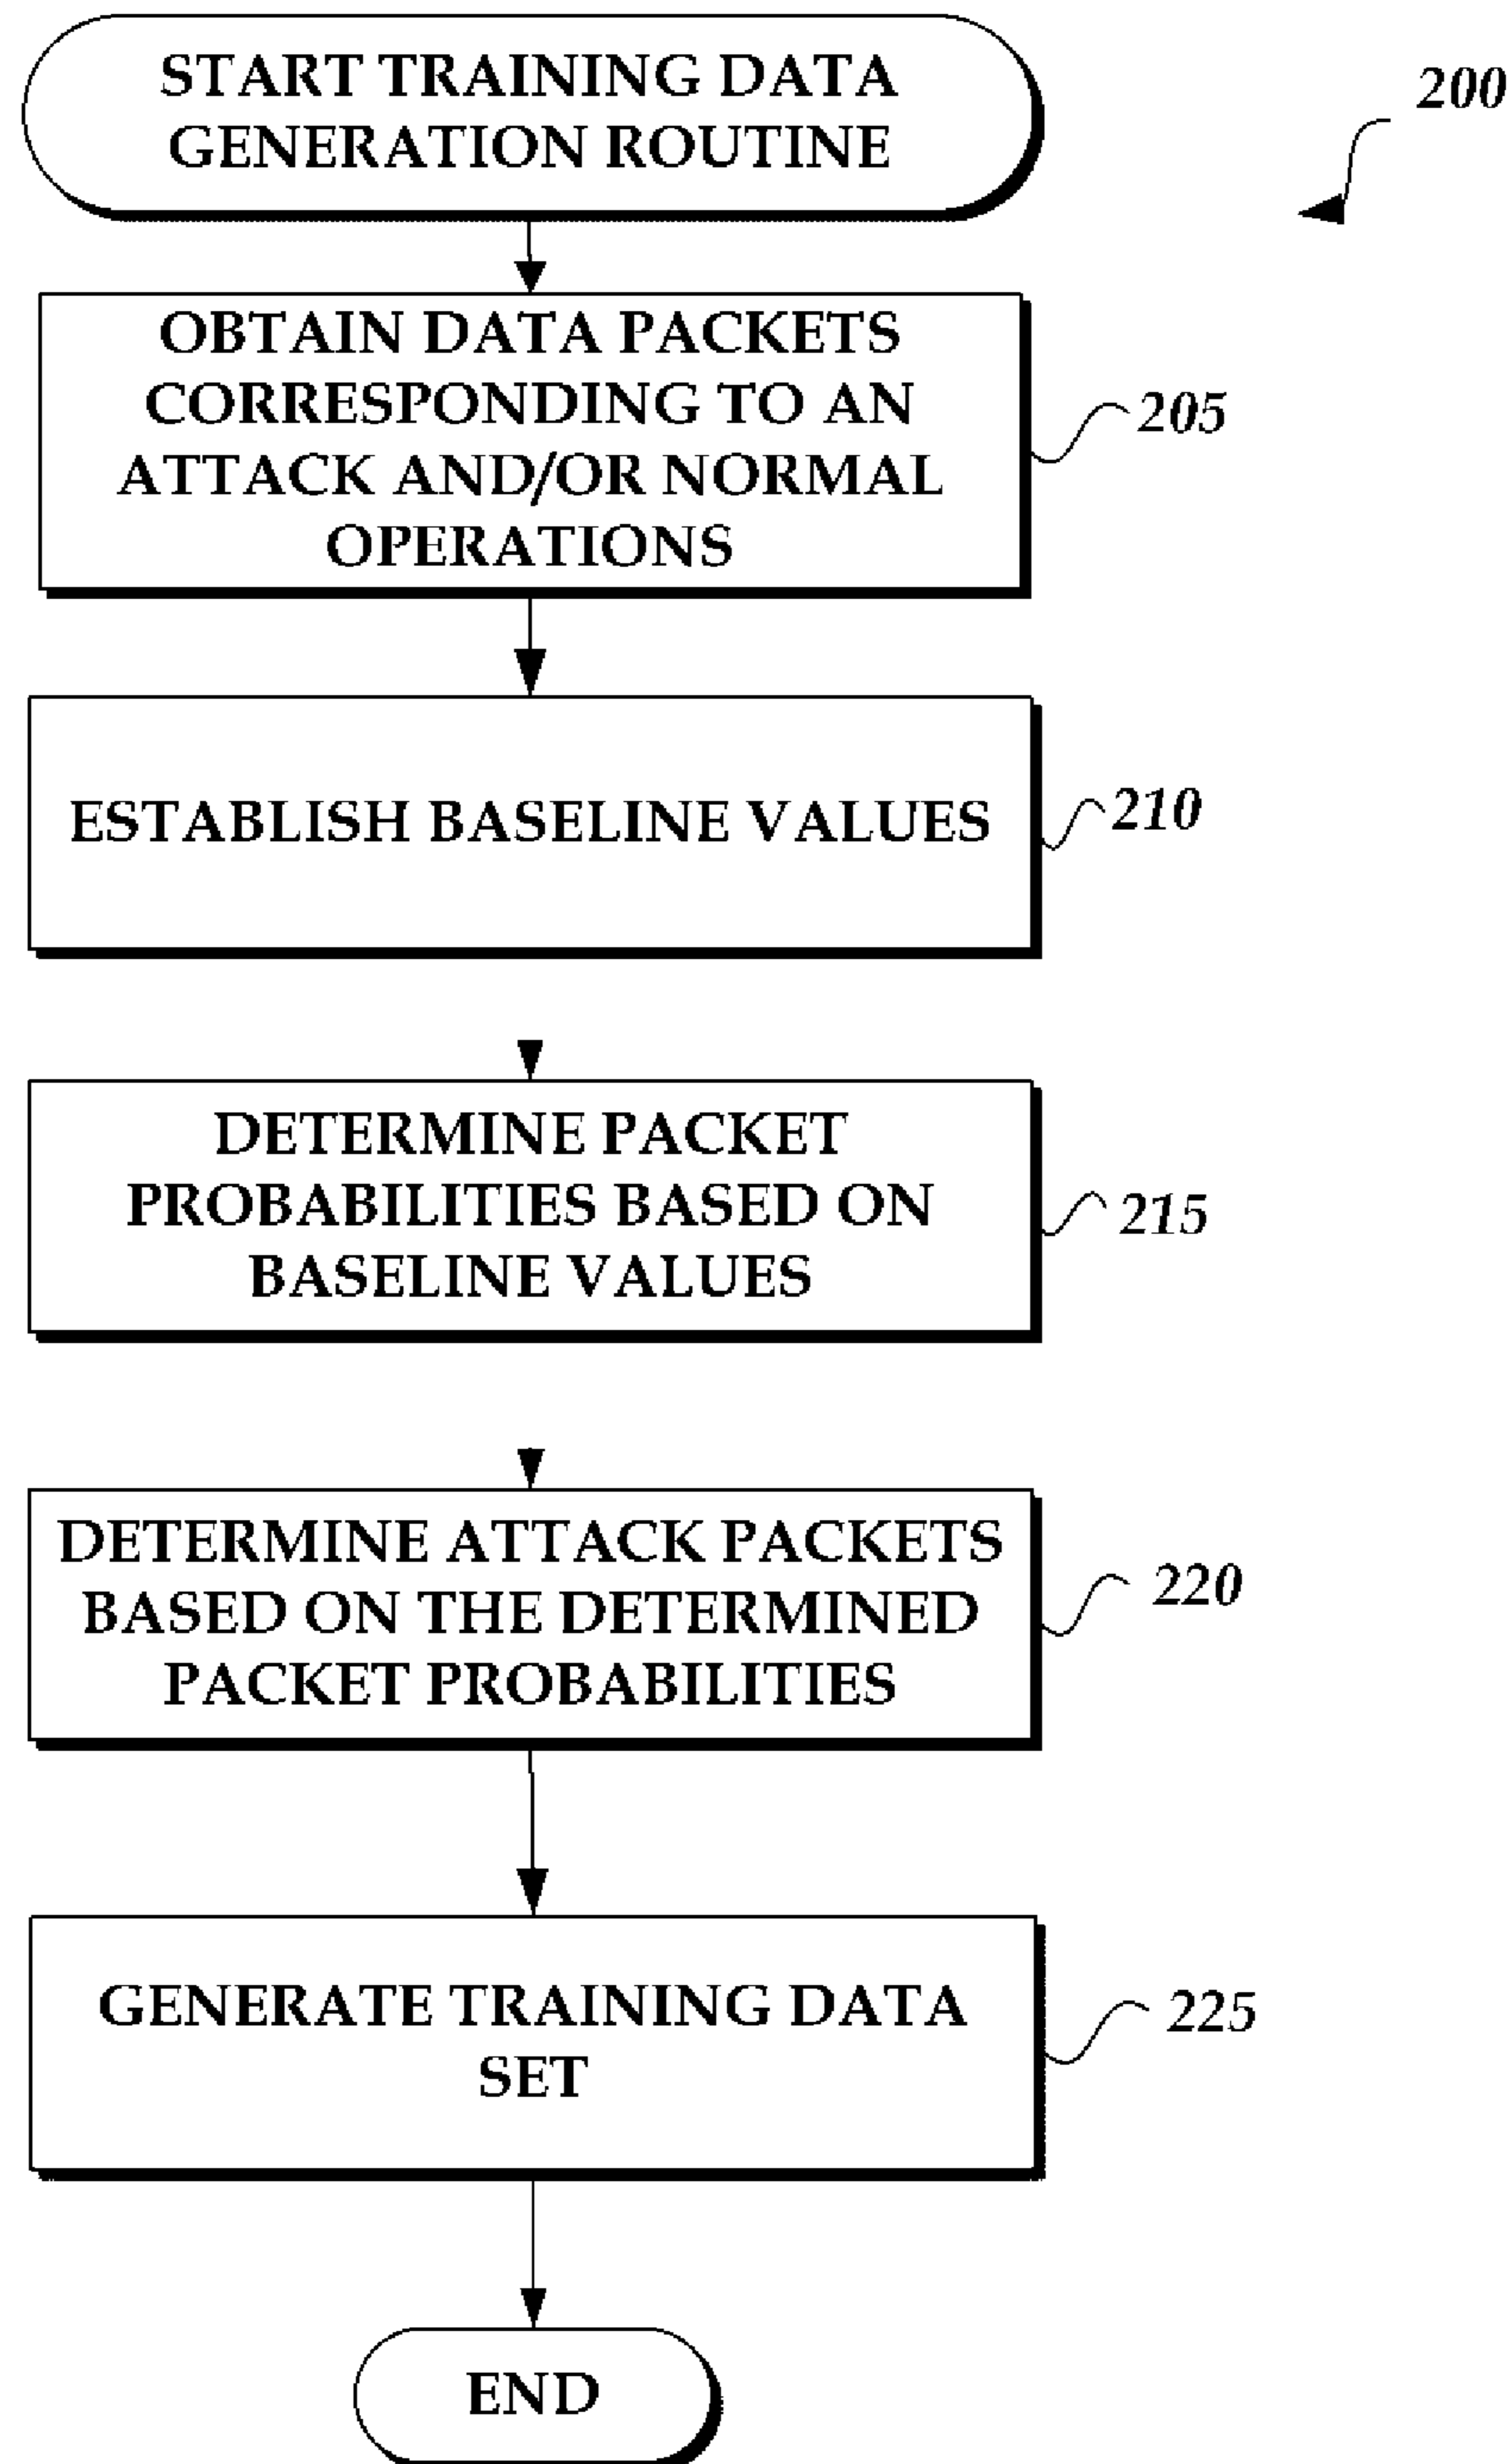 START TRAINING DATA
GENERATION ROUTINE
200
OBTAIN DATA PACKETS
CORRESPONDING TO AN
ATTACK AND/OR NORMAL
OPERATIONS
205
ESTABLISH BASELINE VALUES
210
DETERMINE PACKET
PROBABILITIES BASED ON
BASELINE VALUES
215
DETERMINE ATTACK PACKETS
BASED ON THE DETERMINED
PACKET PROBABILITIES
220
GENERATE TRAINING DATA
SET
225
END